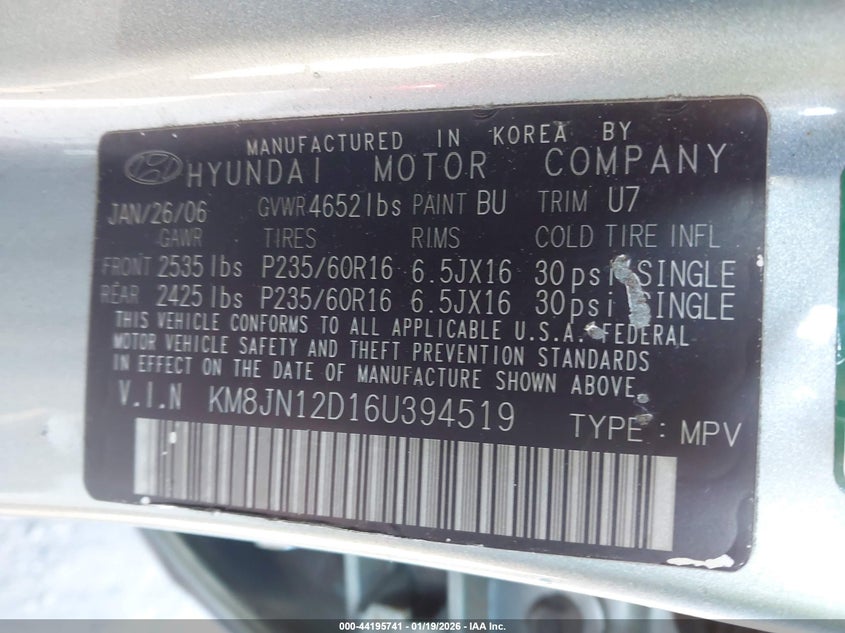 MANUFACTURED IN KOREA BY
HYUNDAI MOTOR COMPANY
JAN/26/06 GVWR 4652 lbs PAINT BU TRIM U7
GAWR TIRES RIMS COLD TIRE INFL
FRONT 2535 lbs P235/60R16 6.5JX16 30 psi SINGLE
REAR 2425 lbs P235/60R16 6.5JX16 30 psi SINGLE
THIS VEHICLE CONFORMS TO ALL APPLICABLE U.S.A. FEDERAL
MOTOR VEHICLE SAFETY AND THEFT PREVENTION STANDARDS
IN EFFECT ON THE DATE OF MANUFACTURE SHOWN ABOVE.
V.I.N KM8JN12D16U394519 TYPE : MPV
000-44195741 - 01/19/2026 - IAA Inc.